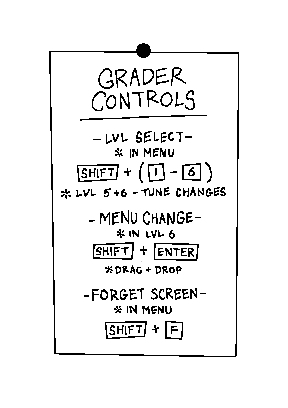 GRADER
CONTROLS
-LVL SELECT-
* IN MENU
SHIFT + (1 - 6)
* LVL 5+6 - TUNE CHANGES
-MENU CHANGE-
* IN LVL 6
SHIFT + ENTER
*DRAG + DROP
-FORGET SCREEN-
* IN MENU
SHIFT + F